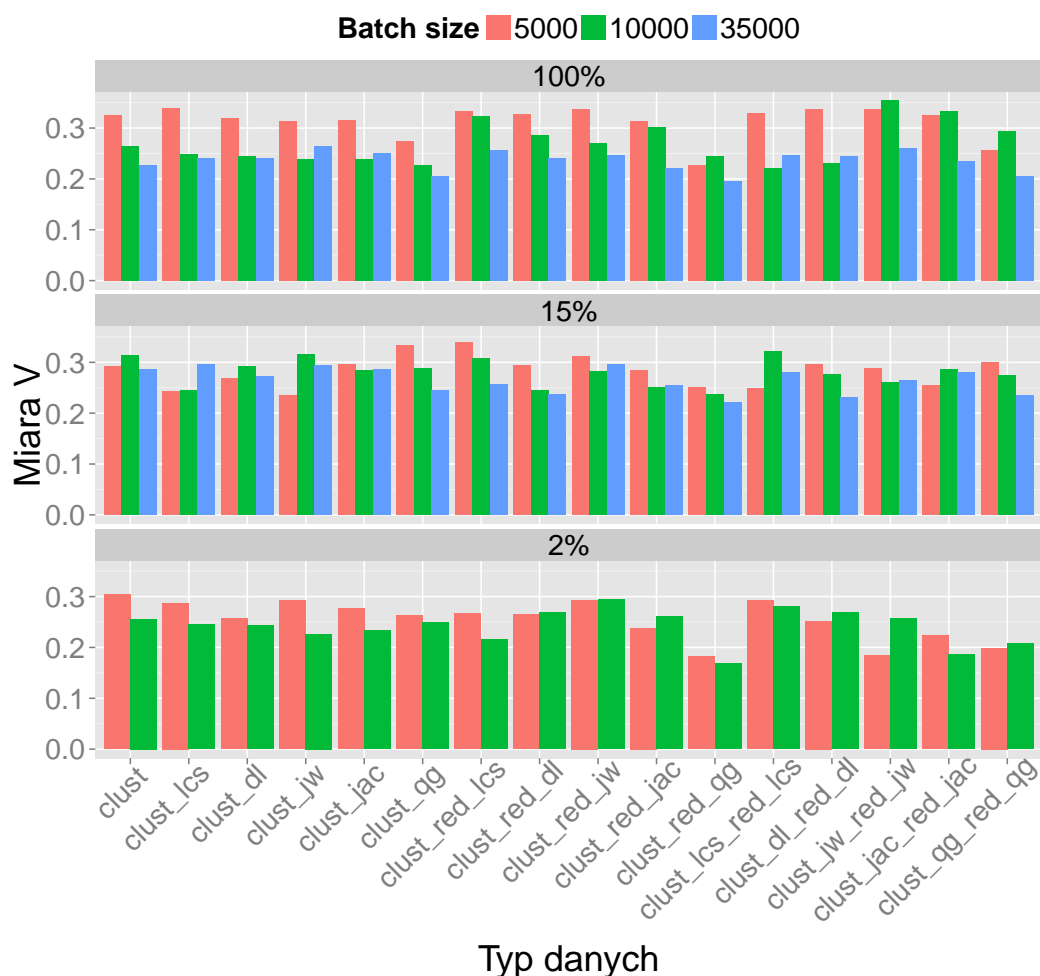 Batch size 5000 10000 35000
100%
0.3
0.2
0.1
0.0
15%
0.3
0.2
0.1
0.0
2%
0.3
0.2
0.1
0.0
Miara V
clust
clust_lcs
clust_dl
clust_jw
clust_jac
clust_qg
clust_red_lcs
clust_red_dl
clust_red_jw
clust_red_jac
clust_red_qg
clust_lcs_red_lcs
clust_dl_red_dl
clust_jw_red_jw
clust_jac_red_jac
clust_qg_red_qg
Typ danych